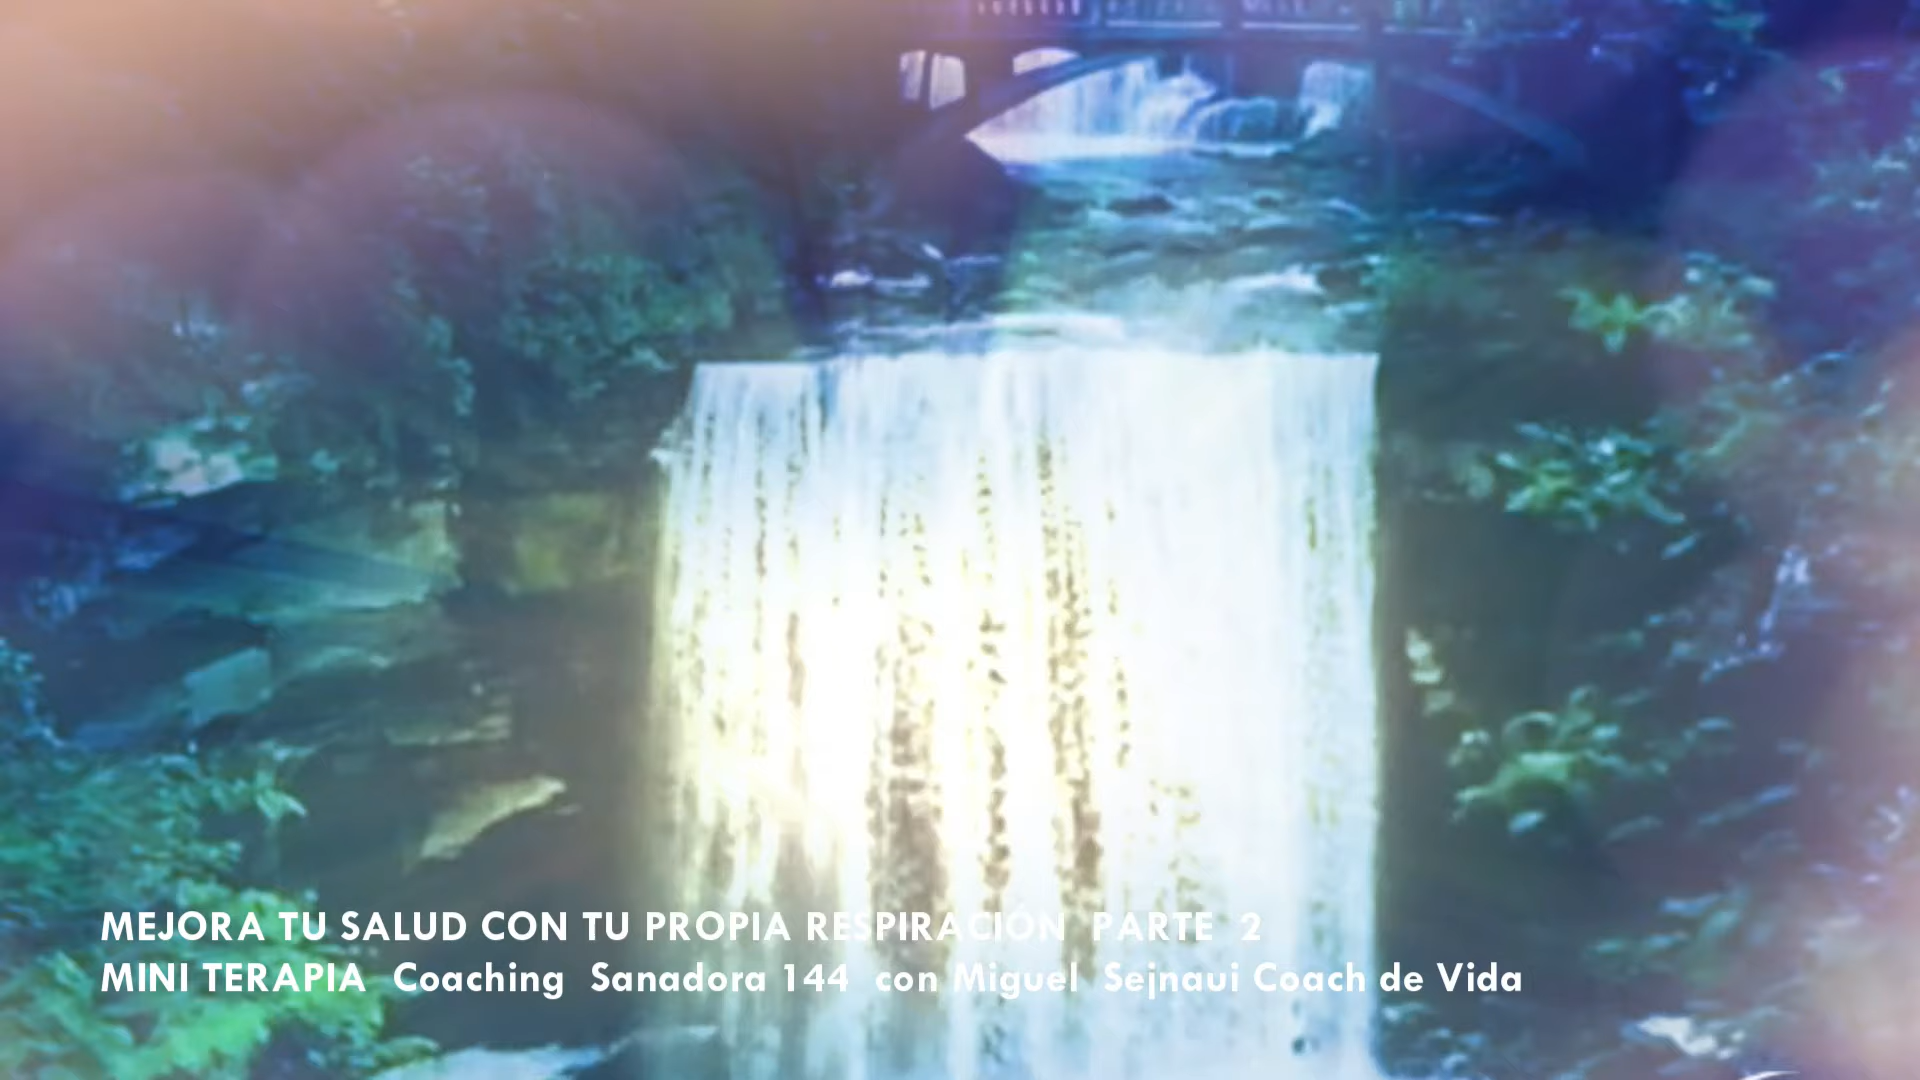 MEJORA TU SALUD CON TU PROPIA RESPIRACIÓN PARTE 2
MINI TERAPIA Coaching Sanadora 144 con Miguel Sejnaui Coach de Vida